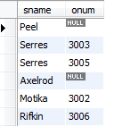 sname onum
Peel NULL
Serres 3003
Serres 3005
Axelrod NULL
Motika 3002
Rifkin 3006